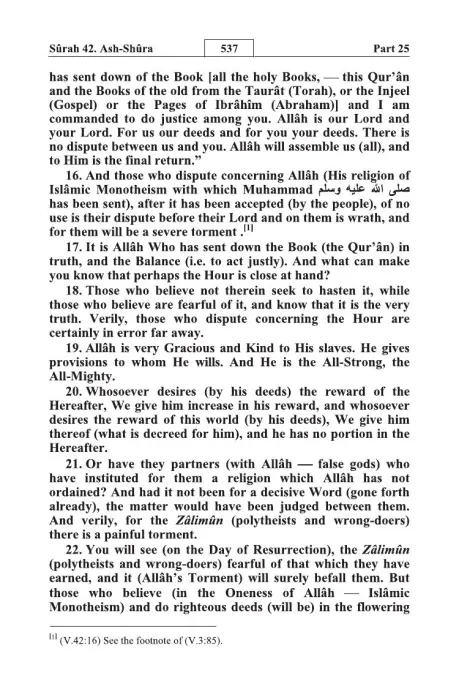 Sûrah 42. Ash-Shûra 537 Part 25
has sent down of the Book [all the holy Books, — this Qur’ân
and the Books of the old from the Taurât (Torah), or the Injeel
(Gospel) or the Pages of Ibrâhîm (Abraham)] and I am
commanded to do justice among you. Allâh is our Lord and
your Lord. For us our deeds and for you your deeds. There is
no dispute between us and you. Allâh will assemble us (all), and
to Him is the final return.”
16. And those who dispute concerning Allâh (His religion of
Islâmic Monotheism with which Muhammad صلى الله عليه وسلم
has been sent), after it has been accepted (by the people), of no
use is their dispute before their Lord and on them is wrath, and
for them will be a severe torment .[1]
17. It is Allâh Who has sent down the Book (the Qur’ân) in
truth, and the Balance (i.e. to act justly). And what can make
you know that perhaps the Hour is close at hand?
18. Those who believe not therein seek to hasten it, while
those who believe are fearful of it, and know that it is the very
truth. Verily, those who dispute concerning the Hour are
certainly in error far away.
19. Allâh is very Gracious and Kind to His slaves. He gives
provisions to whom He wills. And He is the All-Strong, the
All-Mighty.
20. Whosoever desires (by his deeds) the reward of the
Hereafter, We give him increase in his reward, and whosoever
desires the reward of this world (by his deeds), We give him
thereof (what is decreed for him), and he has no portion in the
Hereafter.
21. Or have they partners (with Allâh — false gods) who
have instituted for them a religion which Allâh has not
ordained? And had it not been for a decisive Word (gone forth
already), the matter would have been judged between them.
And verily, for the Zâlimûn (polytheists and wrong-doers)
there is a painful torment.
22. You will see (on the Day of Resurrection), the Zâlimûn
(polytheists and wrong-doers) fearful of that which they have
earned, and it (Allâh’s Torment) will surely befall them. But
those who believe (in the Oneness of Allâh — Islâmic
Monotheism) and do righteous deeds (will be) in the flowering
[1] (V.42:16) See the footnote of (V.3:85).